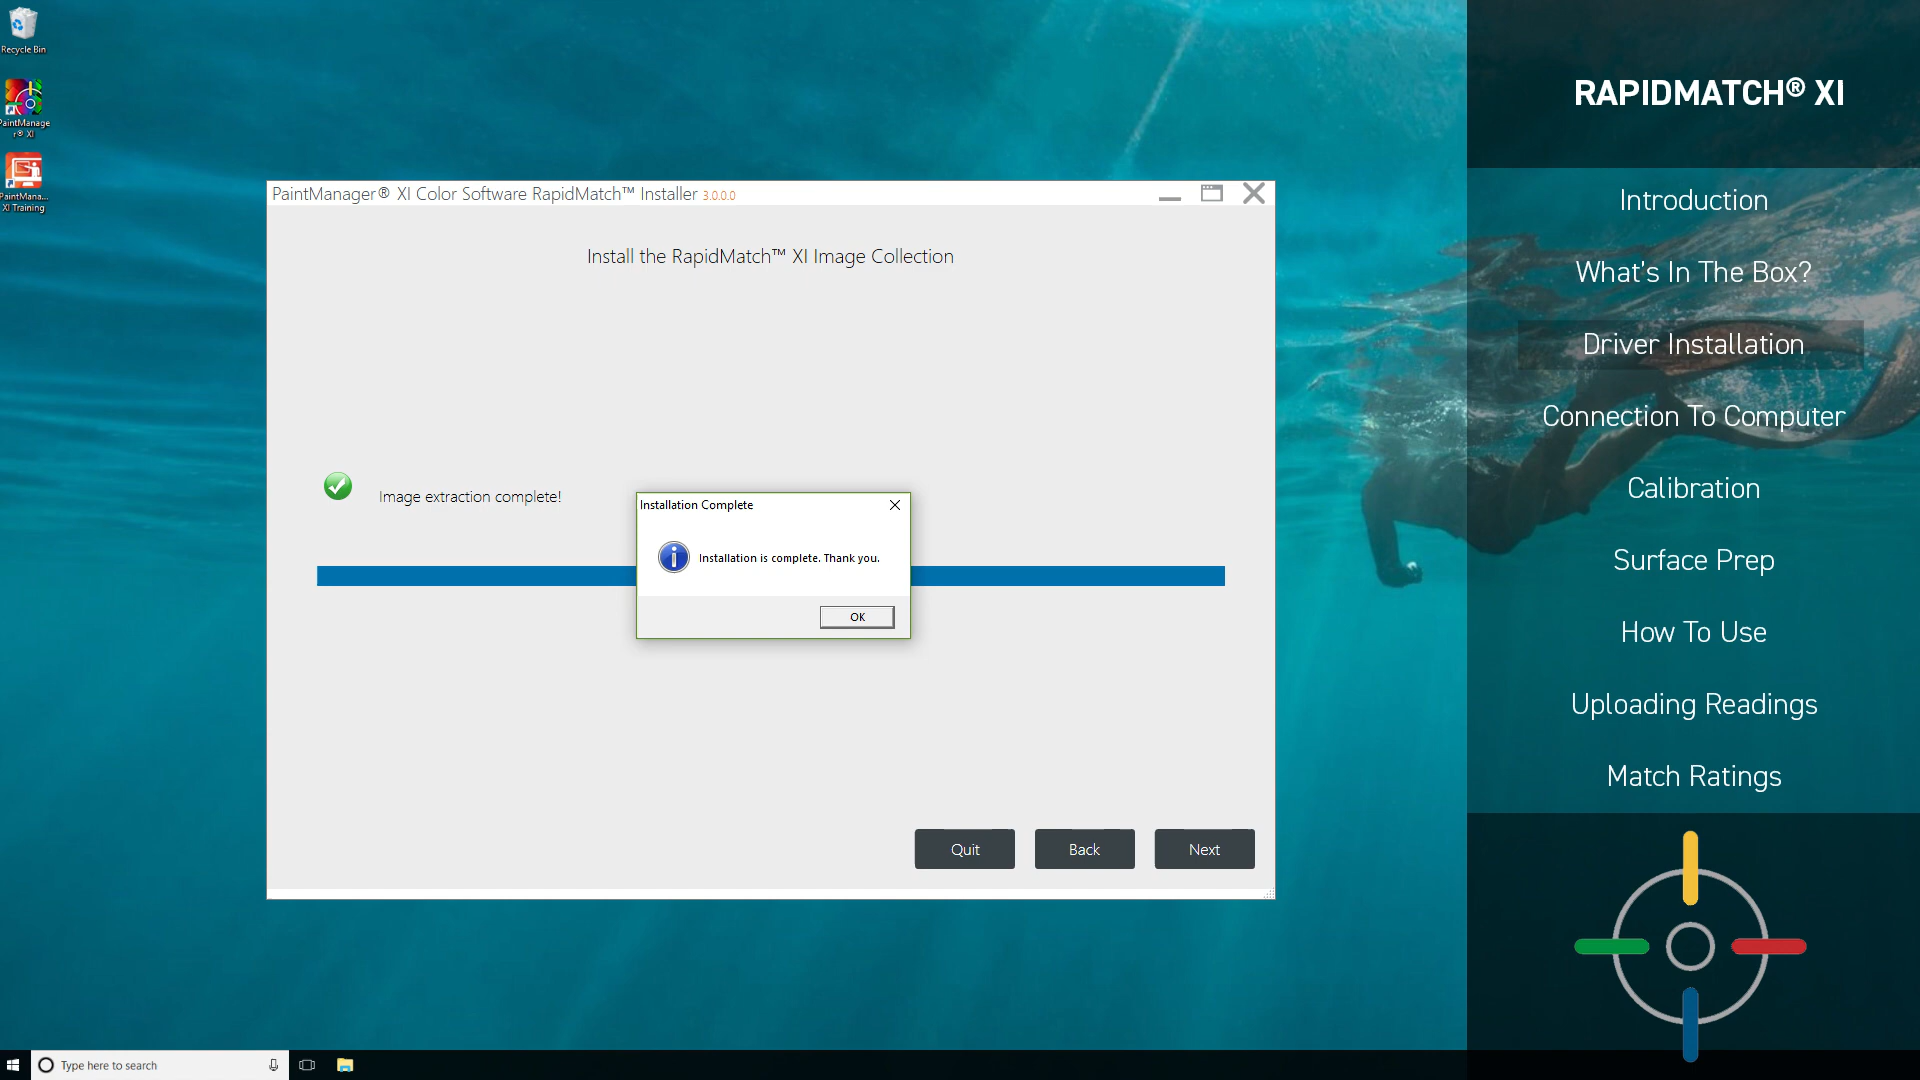 Recycle Bin
PaintManage
r® XI
PaintMana...
XI Training
PaintManager® XI Color Software RapidMatch™ Installer 3.0.0.0
Install the RapidMatch™ XI Image Collection
Image extraction complete!
Installation Complete
Installation is complete. Thank you.
OK
Quit
Back
Next
Type here to search
RAPIDMATCH® XI
Introduction
What's In The Box?
Driver Installation
Connection To Computer
Calibration
Surface Prep
How To Use
Uploading Readings
Match Ratings